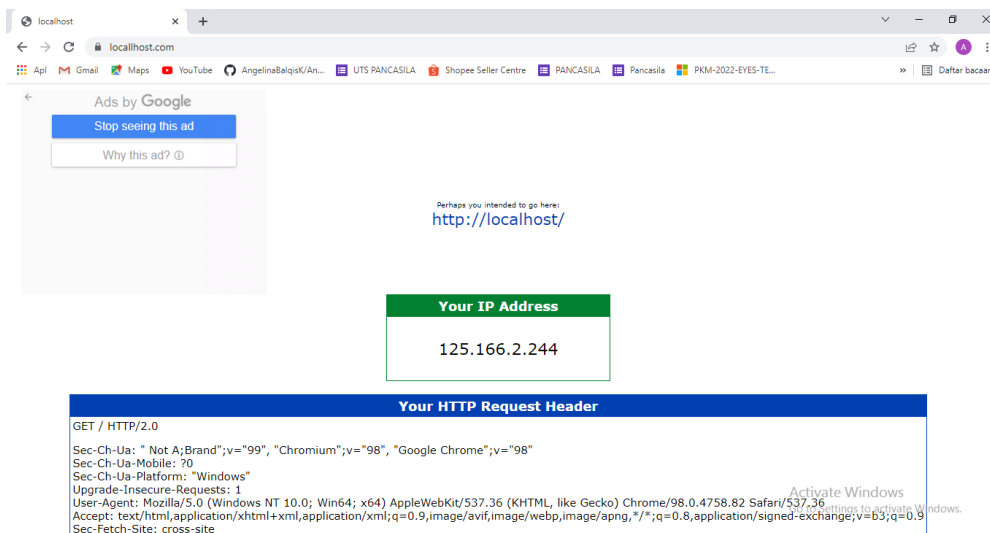 localhost
locallhost.com
A
Apl
Gmail
Maps
YouTube
AngelinaBalqisK/An...
UTS PANCASILA
Shopee Seller Centre
PANCASILA
Pancasila
PKM-2022-EYES-TE...
»
Daftar bacaan
Ads by Google
Stop seeing this ad
Why this ad?
Perhaps you intended to go here:
http://localhost/
Your IP Address
125.166.2.244
Your HTTP Request Header
GET / HTTP/2.0
Sec-Ch-Ua: " Not A;Brand";v="99", "Chromium";v="98", "Google Chrome";v="98"
Sec-Ch-Ua-Mobile: ?0
Sec-Ch-Ua-Platform: "Windows"
Upgrade-Insecure-Requests: 1
User-Agent: Mozilla/5.0 (Windows NT 10.0; Win64; x64) AppleWebKit/537.36 (KHTML, like Gecko) Chrome/98.0.4758.82 Safari/537.36
Accept: text/html,application/xhtml+xml,application/xml;q=0.9,image/avif,image/webp,image/apng,*/*;q=0.8,application/signed-exchange;v=b3;q=0.9
Sec-Fetch-Site: cross-site
Activate Windows
Go to Settings to activate Windows.